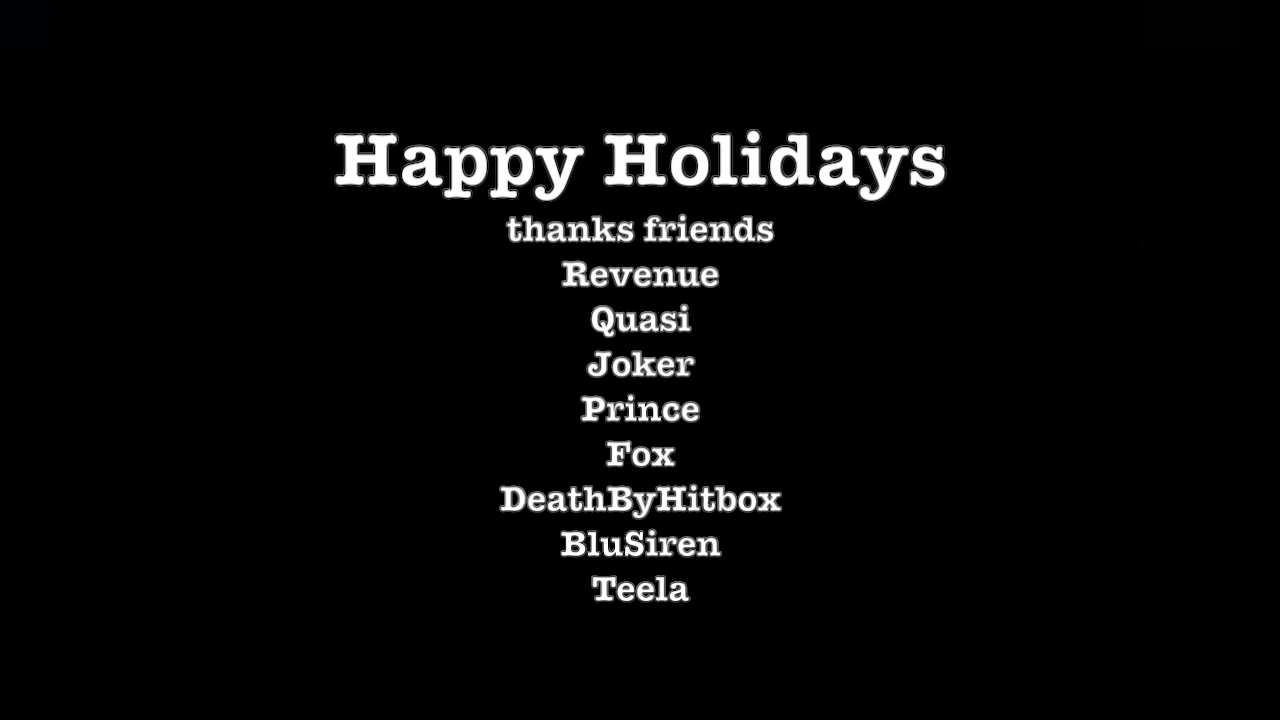 Happy Holidays
thanks friends
Revenue
Quasi
Joker
Prince
Fox
DeathByHitbox
BluSiren
Teela